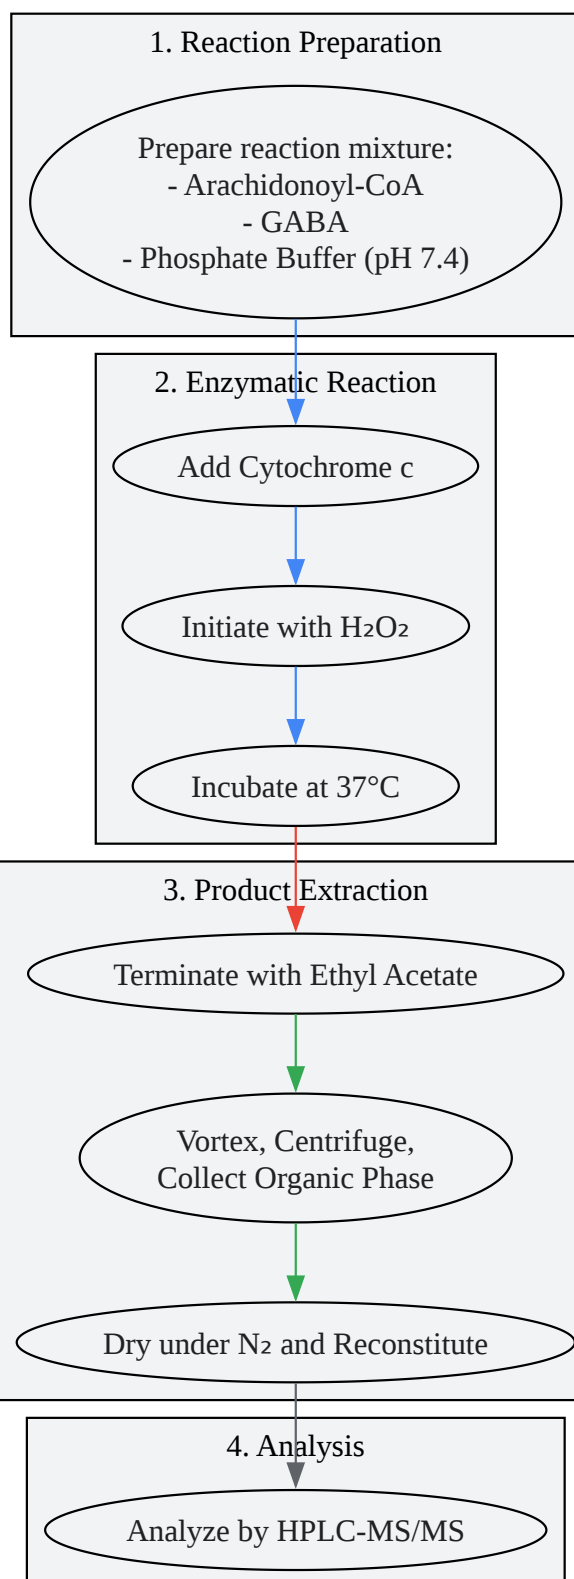 1. Reaction Preparation
Prepare reaction mixture:
- Arachidonoyl-CoA
- GABA
- Phosphate Buffer (pH 7.4)
2. Enzymatic Reaction
Add Cytochrome c
Initiate with H₂O₂
Incubate at 37°C
3. Product Extraction
Terminate with Ethyl Acetate
Vortex, Centrifuge,
Collect Organic Phase
Dry under N₂ and Reconstitute
4. Analysis
Analyze by HPLC-MS/MS